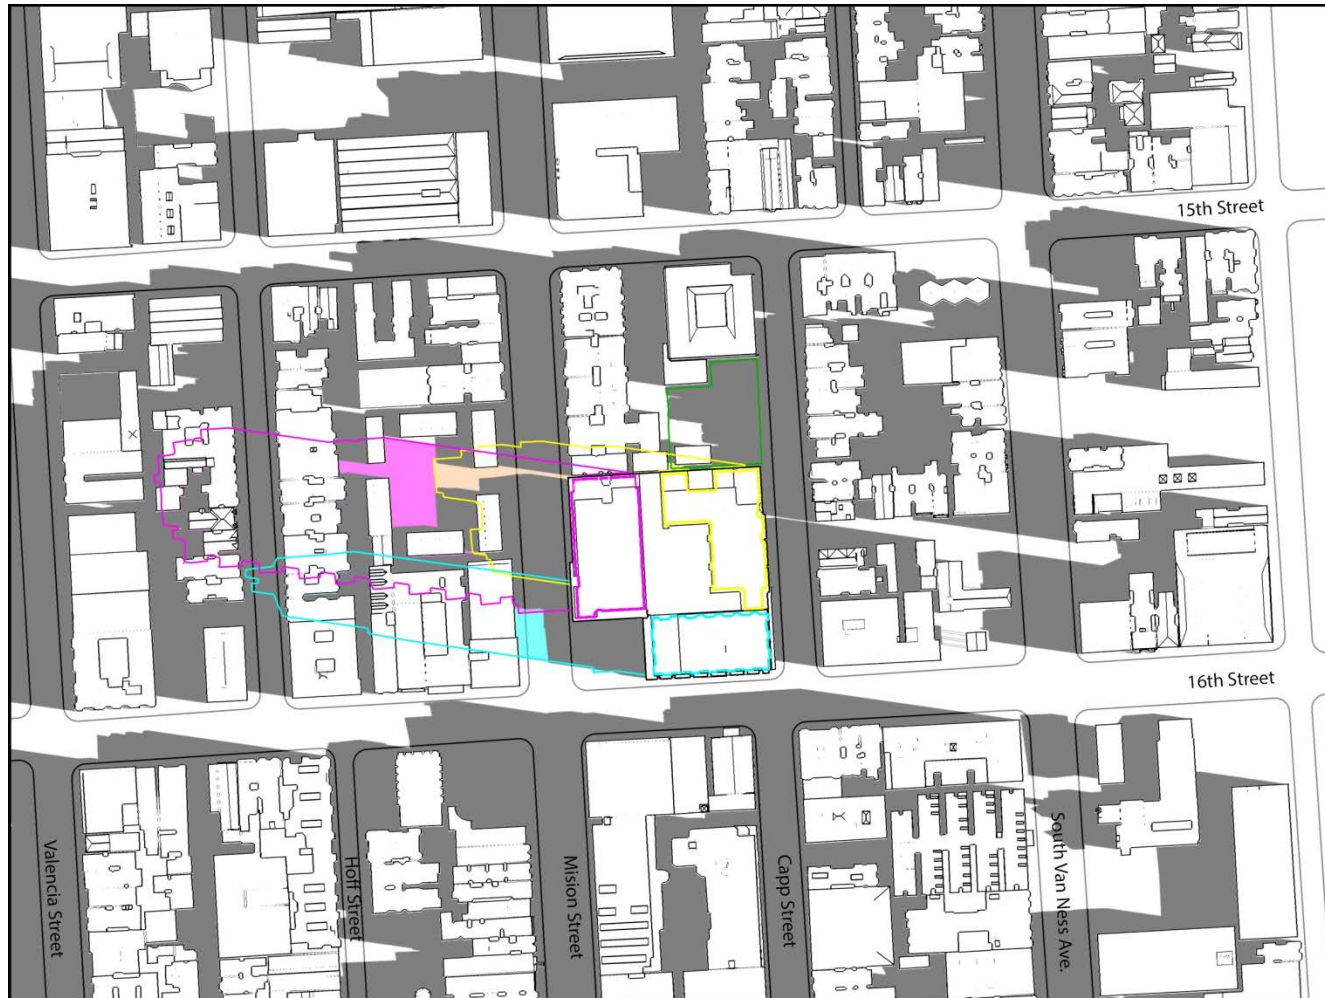 15th Street
16th Street
Valencia Street
Hoff Street
Mision Street
Capp Street
South Van Ness Ave.